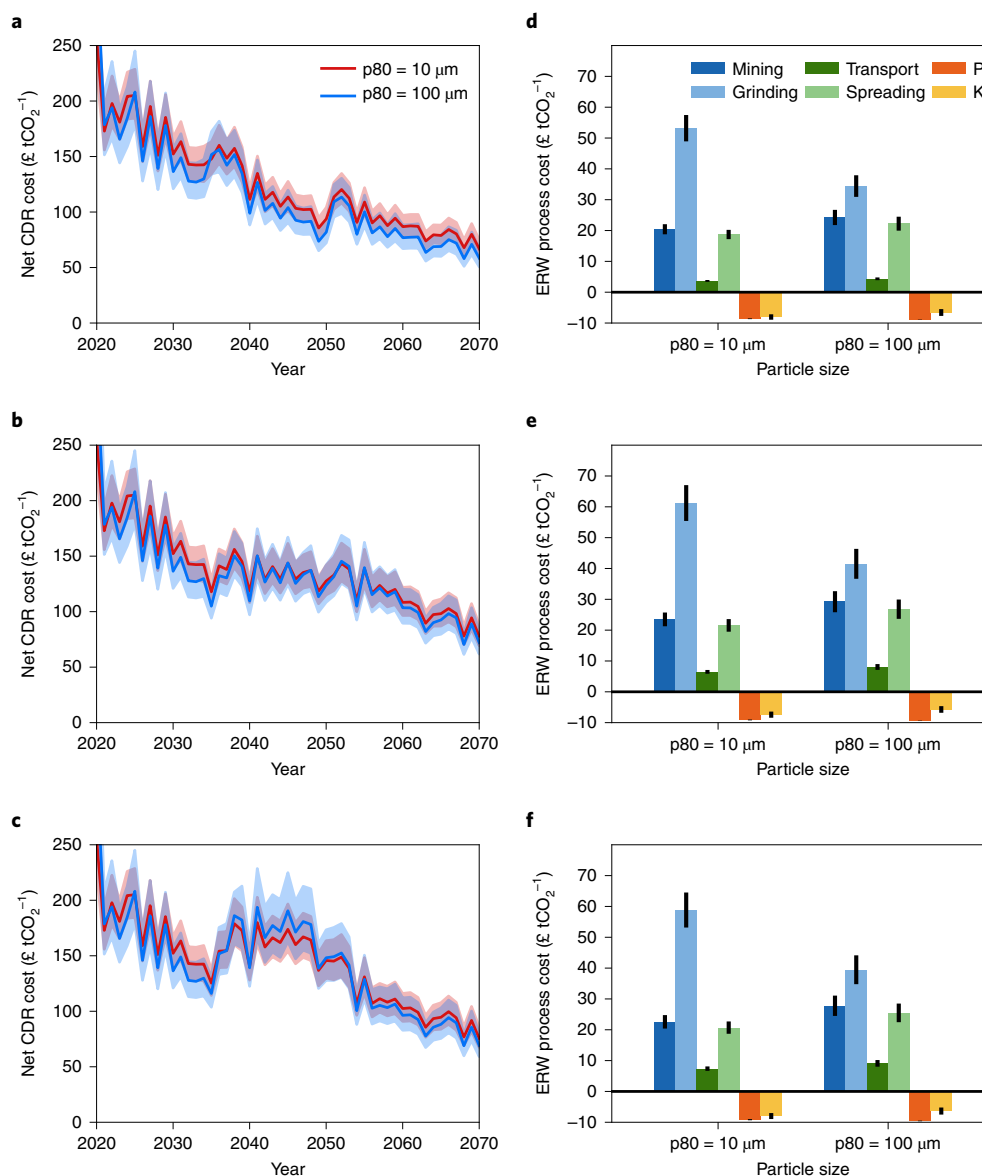 a
250
200
150
100
50
0
Net CDR cost (£ tCO₂⁻¹)
p80 = 10 μm
p80 = 100 μm
2020 2030 2040 2050 2060 2070
Year
d
70
60
50
40
30
20
10
0
−10
ERW process cost (£ tCO₂⁻¹)
Mining Transport P
Grinding Spreading K
p80 = 10 μm p80 = 100 μm
Particle size
b
250
200
150
100
50
0
Net CDR cost (£ tCO₂⁻¹)
2020 2030 2040 2050 2060 2070
Year
e
70
60
50
40
30
20
10
0
−10
ERW process cost (£ tCO₂⁻¹)
p80 = 10 μm p80 = 100 μm
Particle size
c
250
200
150
100
50
0
Net CDR cost (£ tCO₂⁻¹)
2020 2030 2040 2050 2060 2070
Year
f
70
60
50
40
30
20
10
0
−10
ERW process cost (£ tCO₂⁻¹)
p80 = 10 μm p80 = 100 μm
Particle size